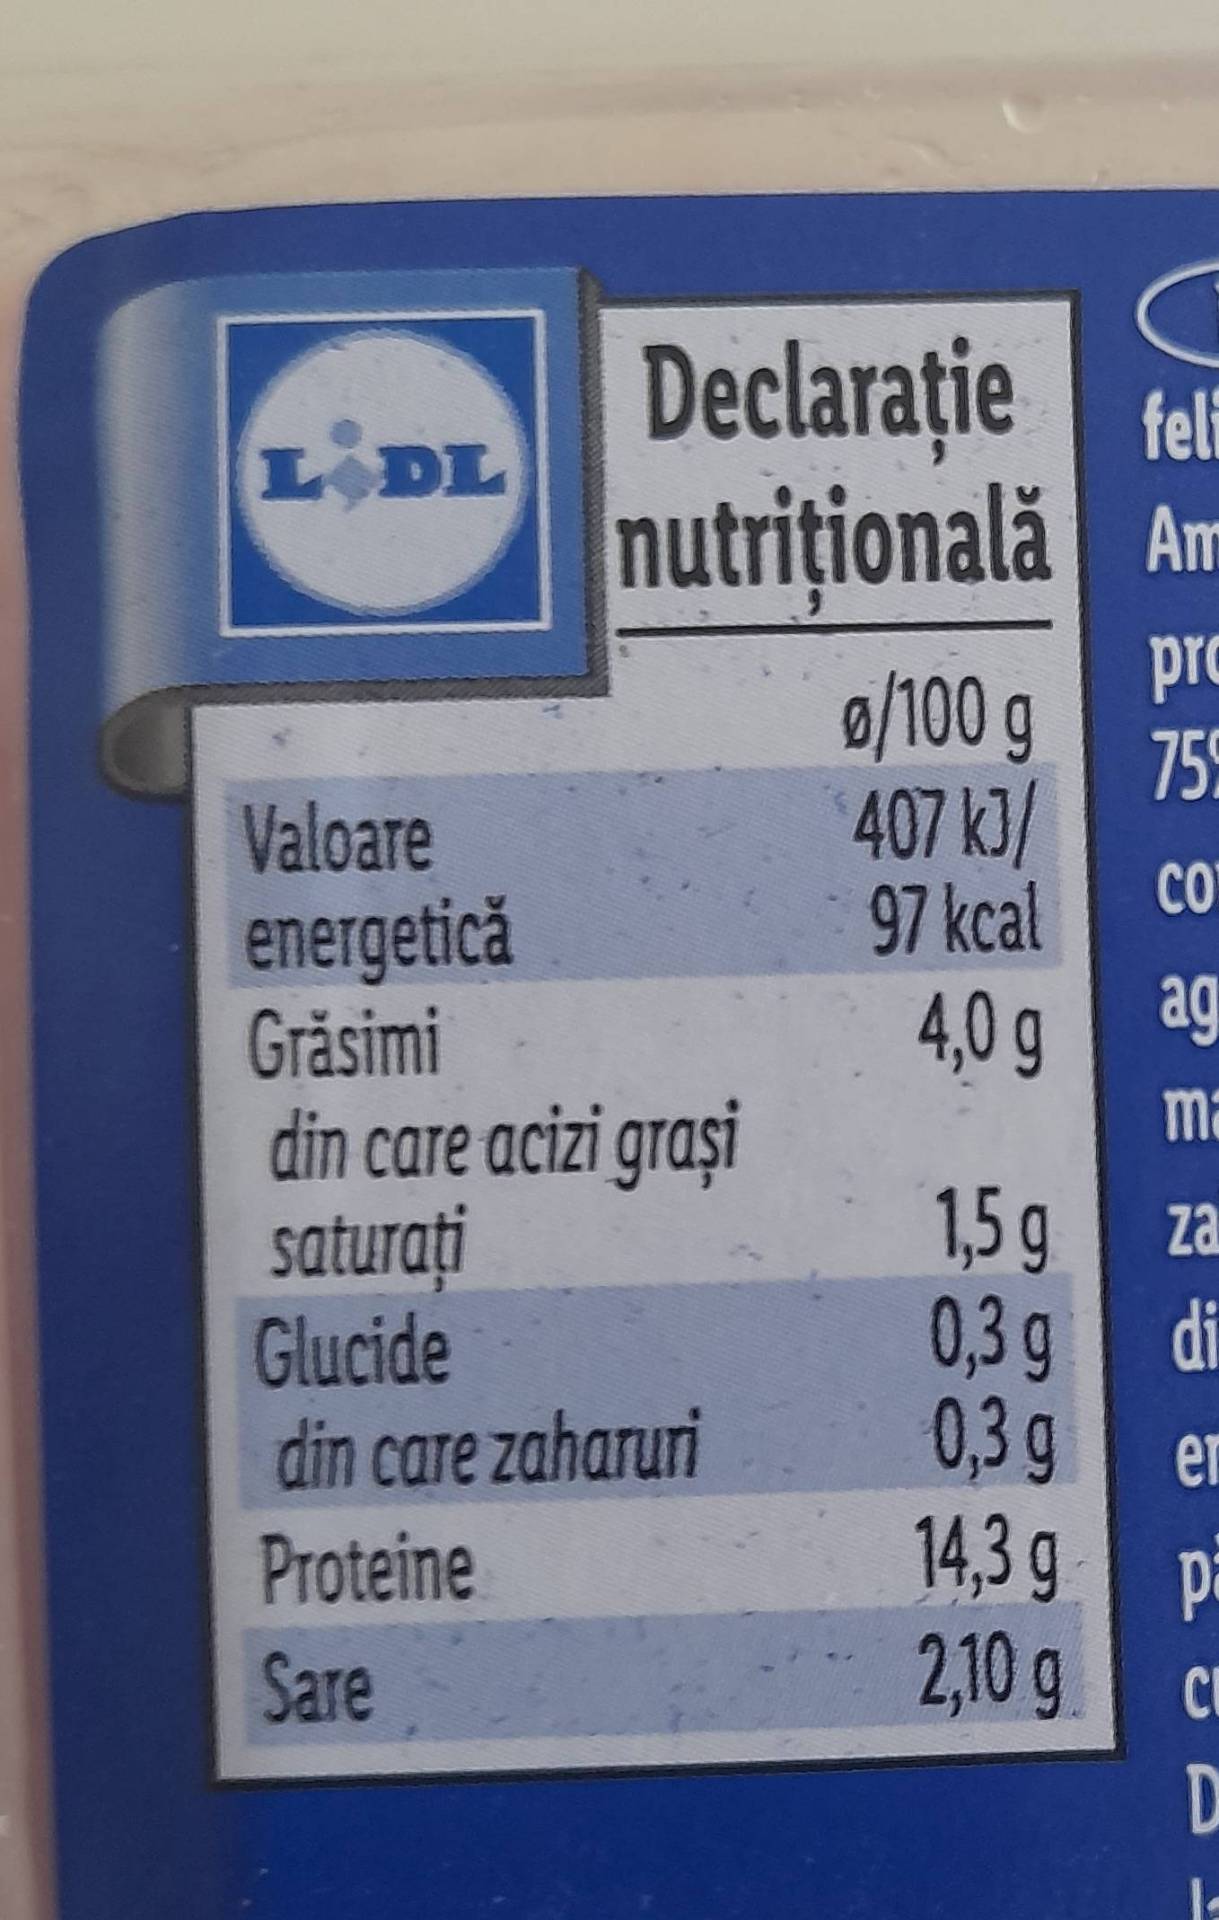 LIDL
Declarație
nutrițională
ø/100 g
Valoare 407 kJ/
energetică 97 kcal
Grăsimi 4,0 g
din care acizi grași
saturați 1,5 g
Glucide 0,3 g
din care zaharuri 0,3 g
Proteine 14,3 g
Sare 2,10 g